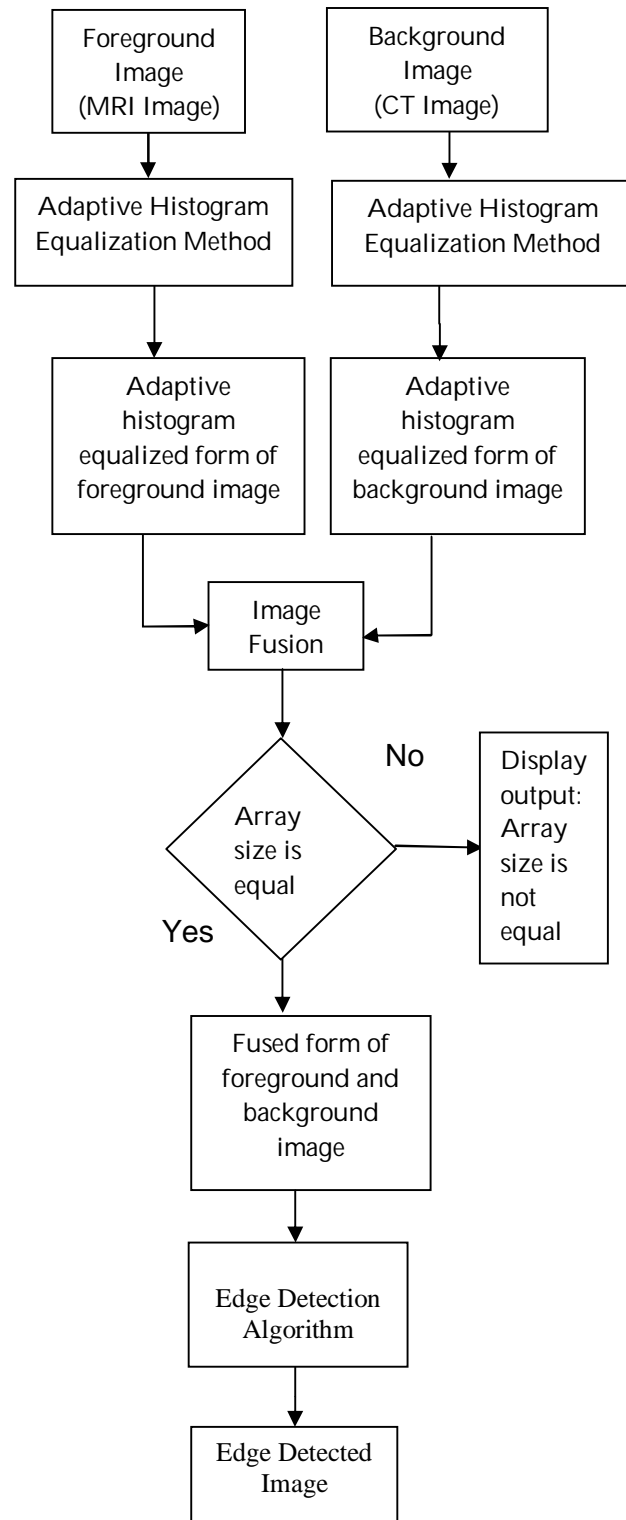 Foreground
Image
(MRI Image)
Background
Image
(CT Image)
Adaptive Histogram
Equalization Method
Adaptive Histogram
Equalization Method
Adaptive
histogram
equalized form of
foreground image
Adaptive
histogram
equalized form of
background image
Image
Fusion
Array
size is
equal
No
Display
output:
Array
size is
not
equal
Yes
Fused form of
foreground and
background
image
Edge Detection
Algorithm
Edge Detected
Image